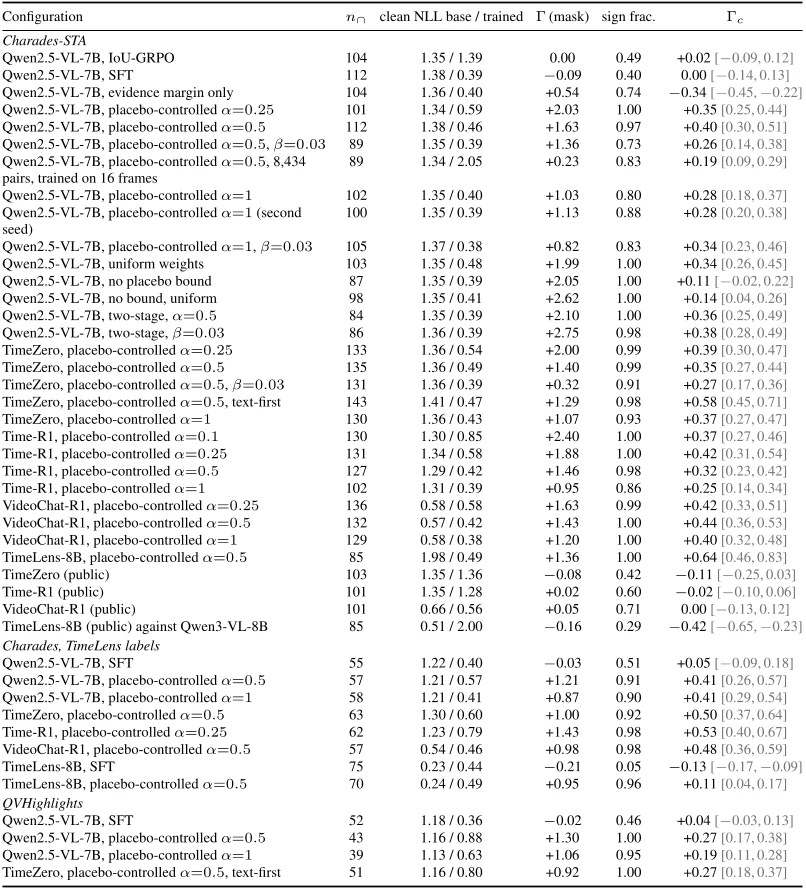 Configuration n∩ clean NLL base / trained Γ (mask) sign frac. Γc
Charades-STA
Qwen2.5-VL-7B, IoU-GRPO 104 1.35 / 1.39 0.00 0.49 +0.02 [−0.09, 0.12]
Qwen2.5-VL-7B, SFT 112 1.38 / 0.39 −0.09 0.40 0.00 [−0.14, 0.13]
Qwen2.5-VL-7B, evidence margin only 104 1.36 / 0.40 +0.54 0.74 −0.34 [−0.45, −0.22]
Qwen2.5-VL-7B, placebo-controlled α=0.25 101 1.34 / 0.59 +2.03 1.00 +0.35 [0.25, 0.44]
Qwen2.5-VL-7B, placebo-controlled α=0.5 112 1.38 / 0.46 +1.63 0.97 +0.40 [0.30, 0.51]
Qwen2.5-VL-7B, placebo-controlled α=0.5, β=0.03 89 1.35 / 0.39 +1.36 0.73 +0.26 [0.14, 0.38]
Qwen2.5-VL-7B, placebo-controlled α=0.5, 8,434 89 1.34 / 2.05 +0.23 0.83 +0.19 [0.09, 0.29]
pairs, trained on 16 frames
Qwen2.5-VL-7B, placebo-controlled α=1 102 1.35 / 0.40 +1.03 0.80 +0.28 [0.18, 0.37]
Qwen2.5-VL-7B, placebo-controlled α=1 (second 100 1.35 / 0.39 +1.13 0.88 +0.28 [0.20, 0.38]
seed)
Qwen2.5-VL-7B, placebo-controlled α=1, β=0.03 105 1.37 / 0.38 +0.82 0.83 +0.34 [0.23, 0.46]
Qwen2.5-VL-7B, uniform weights 103 1.35 / 0.48 +1.99 1.00 +0.34 [0.26, 0.45]
Qwen2.5-VL-7B, no placebo bound 87 1.35 / 0.39 +2.05 1.00 +0.11 [−0.02, 0.22]
Qwen2.5-VL-7B, no bound, uniform 98 1.35 / 0.41 +2.62 1.00 +0.14 [0.04, 0.26]
Qwen2.5-VL-7B, two-stage, α=0.5 84 1.35 / 0.39 +2.10 1.00 +0.36 [0.25, 0.49]
Qwen2.5-VL-7B, two-stage, β=0.03 86 1.36 / 0.39 +2.75 0.98 +0.38 [0.28, 0.49]
TimeZero, placebo-controlled α=0.25 133 1.36 / 0.54 +2.00 0.99 +0.39 [0.30, 0.47]
TimeZero, placebo-controlled α=0.5 135 1.36 / 0.49 +1.40 0.99 +0.35 [0.27, 0.44]
TimeZero, placebo-controlled α=0.5, β=0.03 131 1.36 / 0.39 +0.32 0.91 +0.27 [0.17, 0.36]
TimeZero, placebo-controlled α=0.5, text-first 143 1.41 / 0.47 +1.29 0.98 +0.58 [0.45, 0.71]
TimeZero, placebo-controlled α=1 130 1.36 / 0.43 +1.07 0.93 +0.37 [0.27, 0.47]
Time-R1, placebo-controlled α=0.1 130 1.30 / 0.85 +2.40 1.00 +0.37 [0.27, 0.46]
Time-R1, placebo-controlled α=0.25 131 1.34 / 0.58 +1.88 1.00 +0.42 [0.31, 0.54]
Time-R1, placebo-controlled α=0.5 127 1.29 / 0.42 +1.46 0.98 +0.32 [0.23, 0.42]
Time-R1, placebo-controlled α=1 102 1.31 / 0.39 +0.95 0.86 +0.25 [0.14, 0.34]
VideoChat-R1, placebo-controlled α=0.25 136 0.58 / 0.58 +1.63 0.99 +0.42 [0.33, 0.51]
VideoChat-R1, placebo-controlled α=0.5 132 0.57 / 0.42 +1.43 1.00 +0.44 [0.36, 0.53]
VideoChat-R1, placebo-controlled α=1 129 0.58 / 0.38 +1.20 1.00 +0.40 [0.32, 0.48]
TimeLens-8B, placebo-controlled α=0.5 85 1.98 / 0.49 +1.36 1.00 +0.64 [0.46, 0.83]
TimeZero (public) 103 1.35 / 1.36 −0.08 0.42 −0.11 [−0.25, 0.03]
Time-R1 (public) 101 1.35 / 1.28 +0.02 0.60 −0.02 [−0.10, 0.06]
VideoChat-R1 (public) 101 0.66 / 0.56 +0.05 0.71 0.00 [−0.13, 0.12]
TimeLens-8B (public) against Qwen3-VL-8B 85 0.51 / 2.00 −0.16 0.29 −0.42 [−0.65, −0.23]
Charades, TimeLens labels
Qwen2.5-VL-7B, SFT 55 1.22 / 0.40 −0.03 0.51 +0.05 [−0.09, 0.18]
Qwen2.5-VL-7B, placebo-controlled α=0.5 57 1.21 / 0.57 +1.21 0.91 +0.41 [0.26, 0.57]
Qwen2.5-VL-7B, placebo-controlled α=1 58 1.21 / 0.41 +0.87 0.90 +0.41 [0.29, 0.54]
TimeZero, placebo-controlled α=0.5 63 1.30 / 0.60 +1.00 0.92 +0.50 [0.37, 0.64]
Time-R1, placebo-controlled α=0.25 62 1.23 / 0.79 +1.43 0.98 +0.53 [0.40, 0.67]
VideoChat-R1, placebo-controlled α=0.5 57 0.54 / 0.46 +0.98 0.98 +0.48 [0.36, 0.59]
TimeLens-8B, SFT 75 0.23 / 0.44 −0.21 0.05 −0.13 [−0.17, −0.09]
TimeLens-8B, placebo-controlled α=0.5 70 0.24 / 0.49 +0.95 0.96 +0.11 [0.04, 0.17]
QVHighlights
Qwen2.5-VL-7B, SFT 52 1.18 / 0.36 −0.02 0.46 +0.04 [−0.03, 0.13]
Qwen2.5-VL-7B, placebo-controlled α=0.5 43 1.16 / 0.88 +1.30 1.00 +0.27 [0.17, 0.38]
Qwen2.5-VL-7B, placebo-controlled α=1 39 1.13 / 0.63 +1.06 0.95 +0.19 [0.11, 0.28]
TimeZero, placebo-controlled α=0.5, text-first 51 1.16 / 0.80 +0.92 1.00 +0.27 [0.18, 0.37]